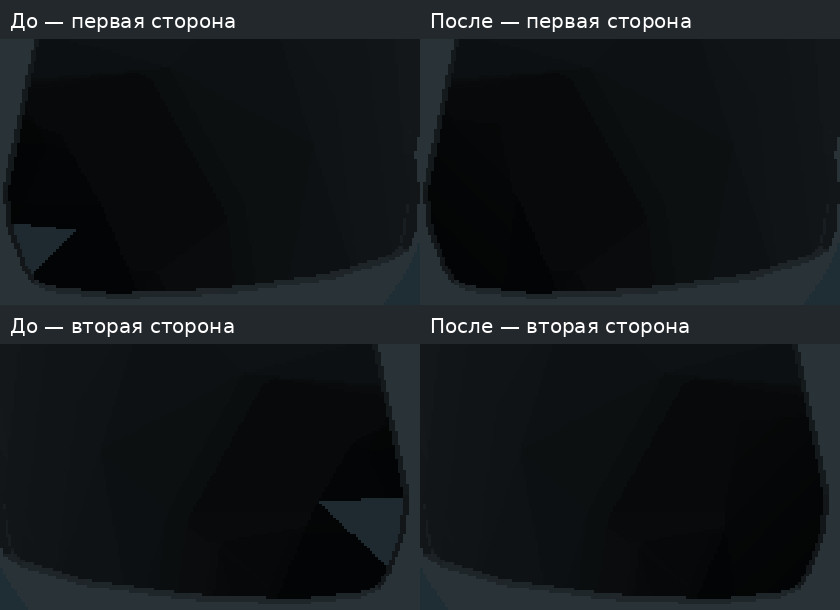 До — первая сторона
После — первая сторона
До — вторая сторона
После — вторая сторона